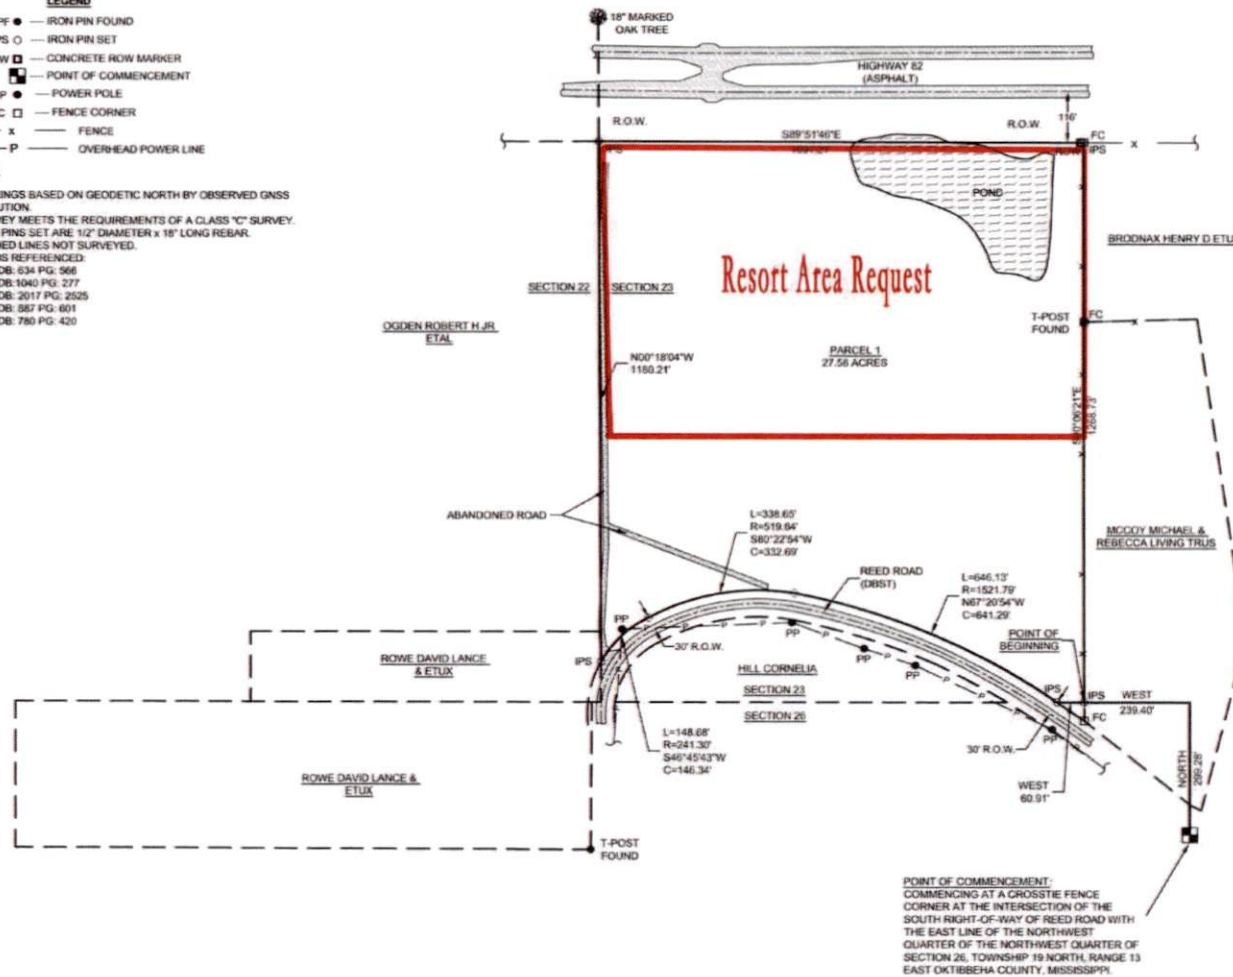 LEGEND
PF — IRON PIN FOUND
PS — IRON PIN SET
W — CONCRETE ROW MARKER
— POINT OF COMMENCEMENT
P — POWER POLE
C — FENCE CORNER
x — FENCE
P — OVERHEAD POWER LINE
INGS BASED ON GEODETIC NORTH BY OBSERVED GNSS
UTION.
EY MEETS THE REQUIREMENTS OF A CLASS "C" SURVEY.
PINS SET ARE 1/2" DIAMETER x 18" LONG REBAR.
ED LINES NOT SURVEYED.
S REFERENCED:
DB: 634 PG: 566
DB:1040 PG: 277
DB: 2017 PG: 2525
DB: 887 PG: 601
DB: 780 PG: 420
18" MARKED
OAK TREE
HIGHWAY 82
(ASPHALT)
116'
R.O.W.
R.O.W.
S89°51'46"E
FC
IPS
x
POND
BRODNAX HENRY D ETU
Resort Area Request
SECTION 22
SECTION 23
T-POST
FOUND
FC
x
OGDEN ROBERT H JR
ETAL
PARCEL 1
27.56 ACRES
N00°18'04"W
1180.21'
1268.73'
ABANDONED ROAD
L=338.65'
R=519.84'
S80°22'54"W
C=332.69'
REED ROAD
(DBST)
L=646.13'
R=1521.79'
N67°20'54"W
C=641.29'
MCCOY MICHAEL &
REBECCA LIVING TRUS
PP
PP
PP
PP
PP
30' R.O.W.
POINT OF
BEGINNING
IPS
ROWE DAVID LANCE
& ETUX
HILL CORNELIA
SECTION 23
SECTION 26
IPS
IPS
WEST
239.40'
FC
L=148.68'
R=241.30'
S46°45'43"W
C=146.34'
30' R.O.W.
WEST
60.91'
NORTH
299.28'
ROWE DAVID LANCE &
ETUX
T-POST
FOUND
POINT OF COMMENCEMENT:
COMMENCING AT A CROSSTIE FENCE
CORNER AT THE INTERSECTION OF THE
SOUTH RIGHT-OF-WAY OF REED ROAD WITH
THE EAST LINE OF THE NORTHWEST
QUARTER OF THE NORTHWEST QUARTER OF
SECTION 26, TOWNSHIP 19 NORTH, RANGE 13
EAST OKTIBBEHA COUNTY, MISSISSIPPI.